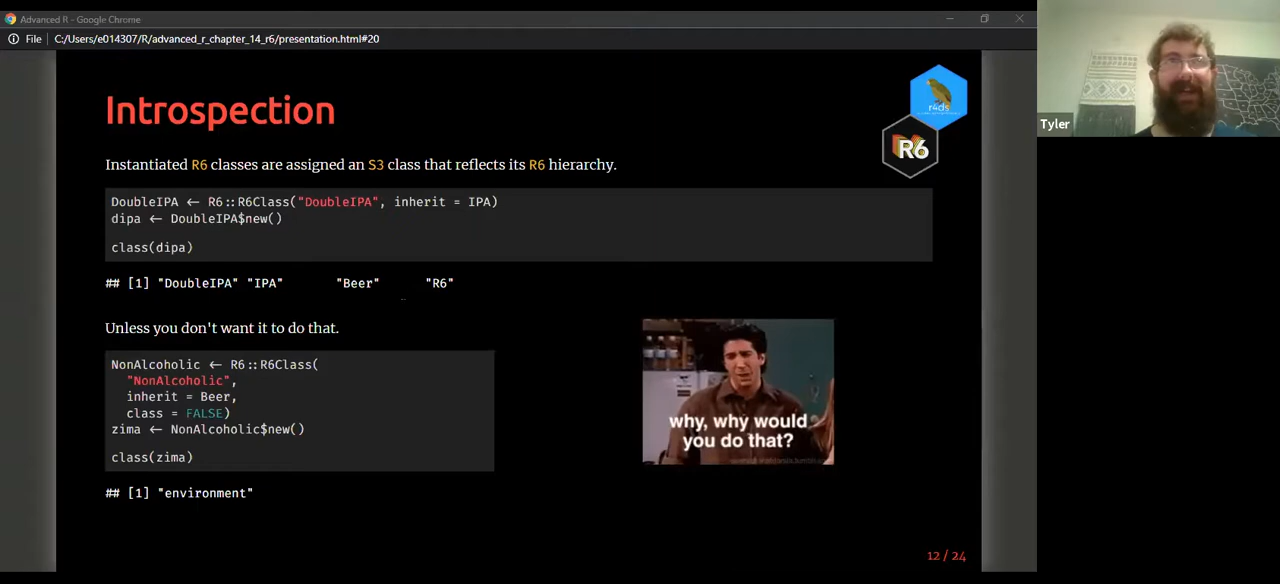 Advanced R - Google Chrome
File
C:/Users/e014307/R/advanced_r_chapter_14_r6/presentation.html#20
Introspection
r4ds
R6
Tyler
Instantiated R6 classes are assigned an S3 class that reflects its R6 hierarchy.
DoubleIPA <- R6::R6Class("DoubleIPA", inherit = IPA)
dipa <- DoubleIPA$new()
class(dipa)
## [1] "DoubleIPA" "IPA"       "Beer"      "R6"
Unless you don't want it to do that.
NonAlcoholic <- R6::R6Class(
"NonAlcoholic",
inherit = Beer,
class = FALSE)
zima <- NonAlcoholic$new()
class(zima)
## [1] "environment"
why, why would
you do that?
12 / 24